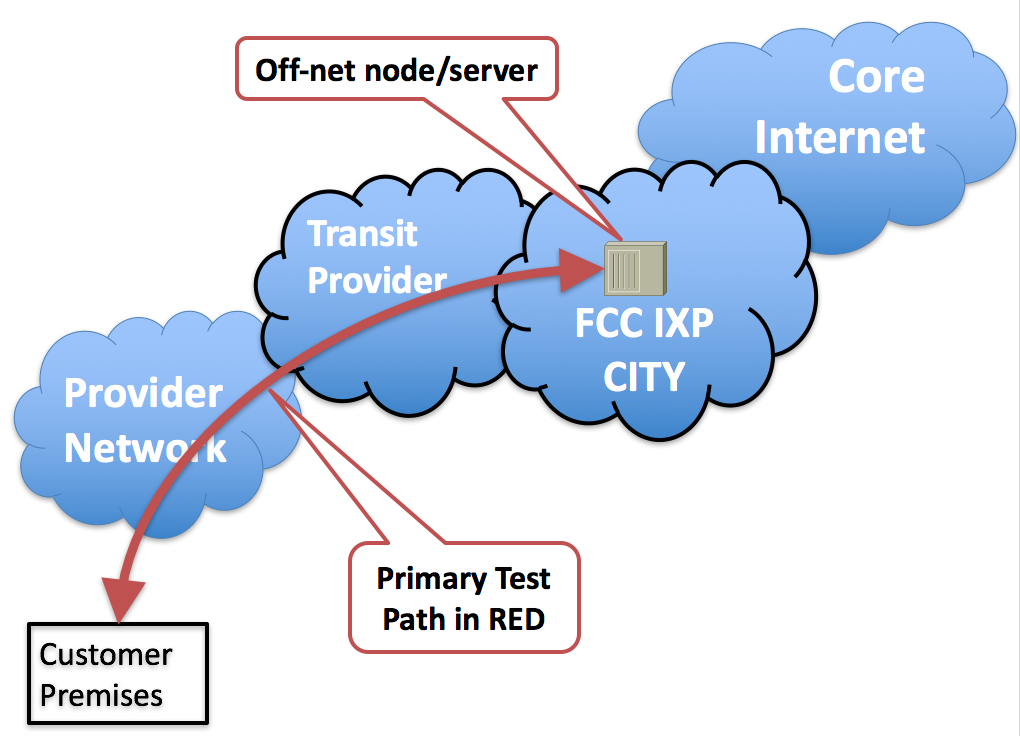 Off-net node/server
Core
Internet
Transit
Provider
FCC IXP
CITY
Provider
Network
Primary Test
Path in RED
Customer
Premises